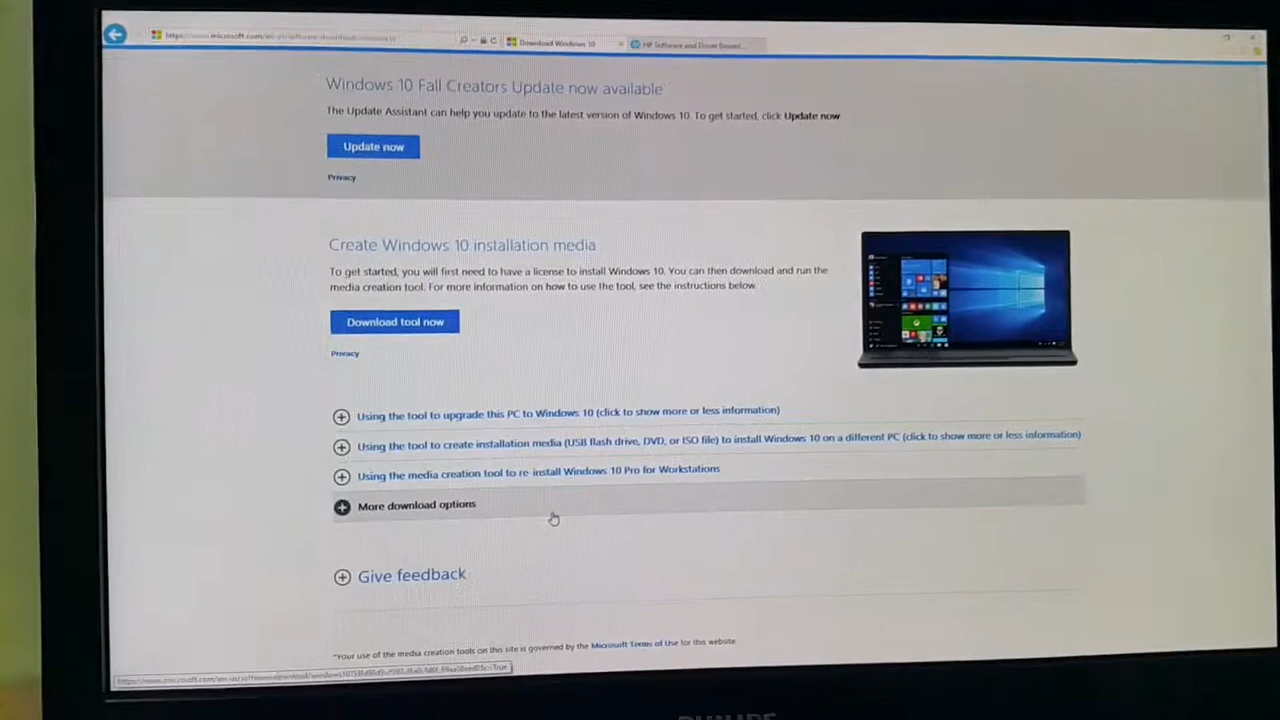 Download Windows 10
HP Software and Driver Downl...
Windows 10 Fall Creators Update now available
The Update Assistant can help you update to the latest version of Windows 10. To get started, click Update now
Update now
Privacy
Create Windows 10 installation media
To get started, you will first need to have a license to install Windows 10. You can then download and run the
media creation tool. For more information on how to use the tool, see the instructions below.
Download tool now
Privacy
Using the tool to upgrade this PC to Windows 10 (click to show more or less information)
Using the tool to create installation media (USB flash drive, DVD, or ISO file) to install Windows 10 on a different PC (click to show more or less information)
Using the media creation tool to re-install Windows 10 Pro for Workstations
More download options
Give feedback
*Your use of the media creation tools on this site is governed by the Microsoft Terms of Use for this website.